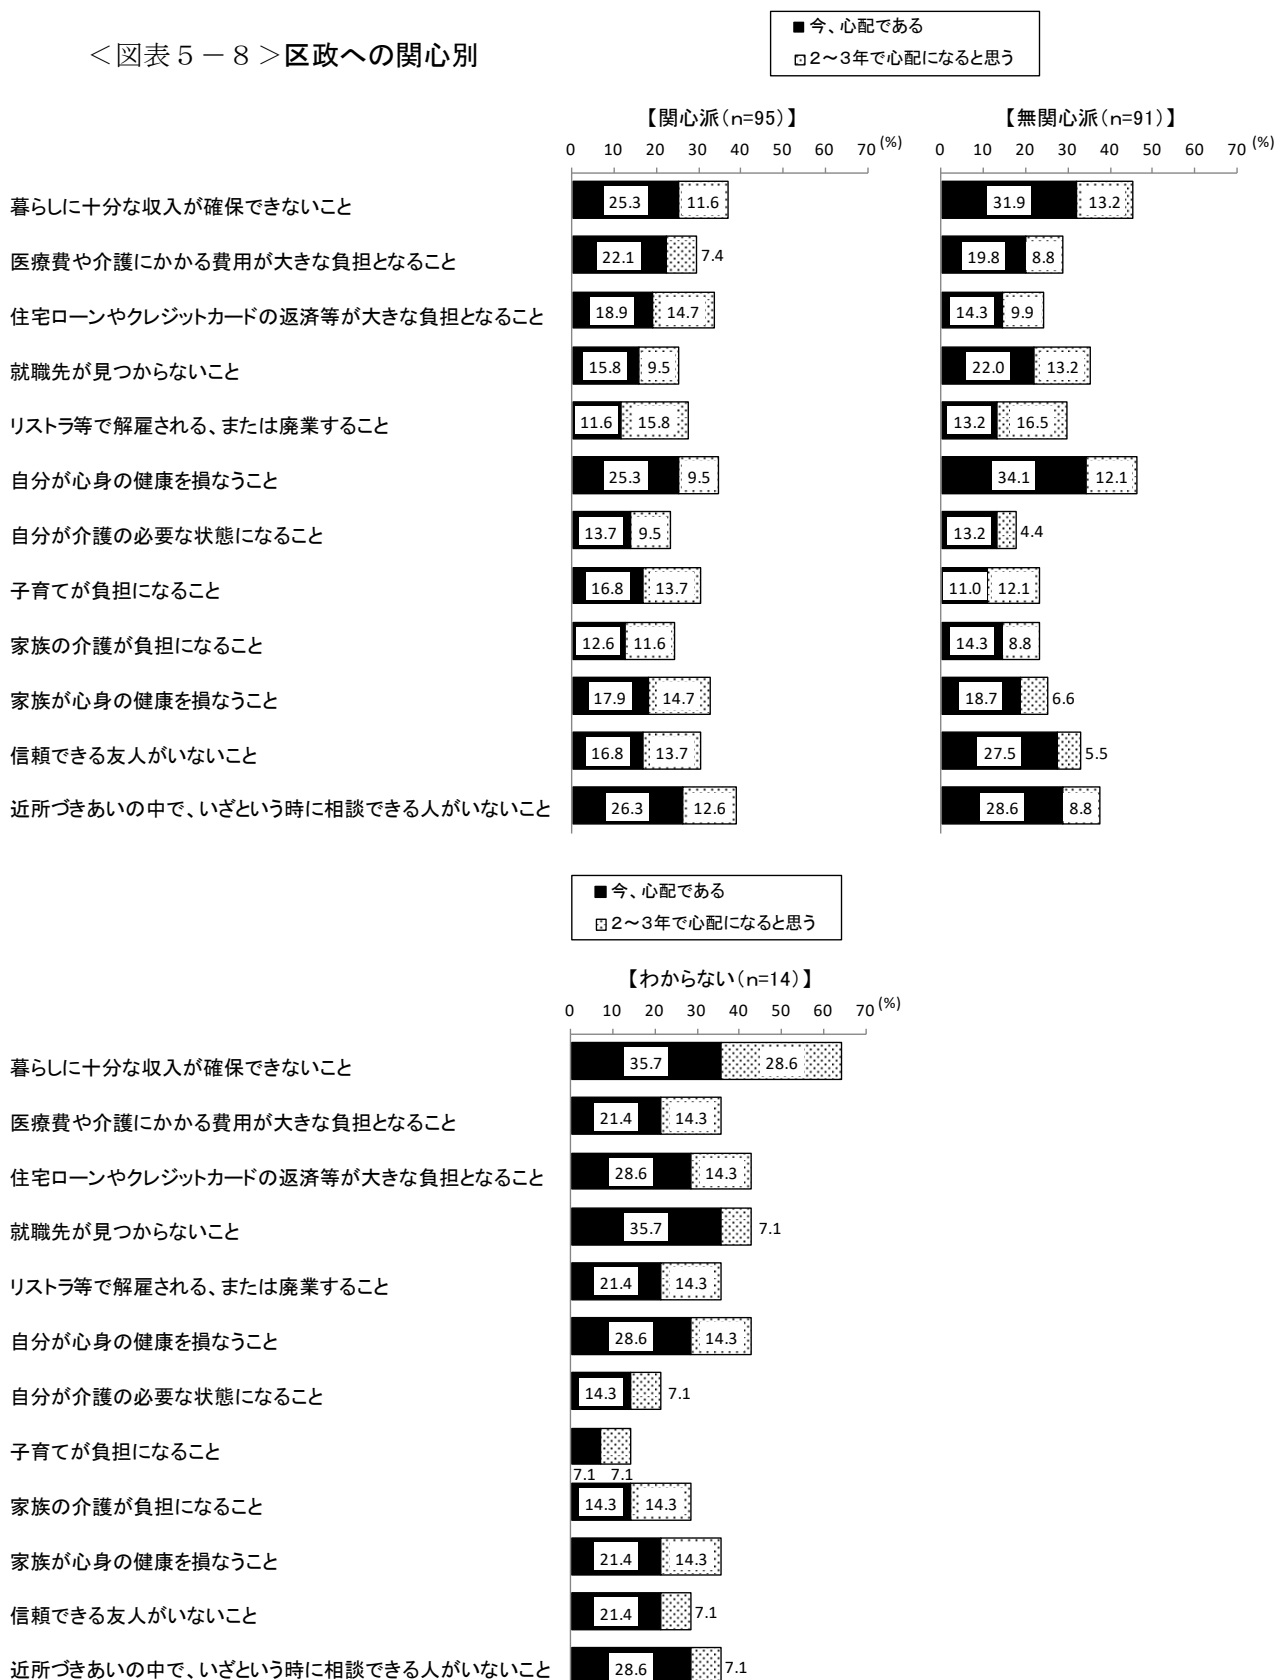 ＜図表５－８＞区政への関心別
■今、心配である
□２～３年で心配になると思う
【関心派（n=95）】
【無関心派（n=91）】
0 10 20 30 40 50 60 70 (%)
0 10 20 30 40 50 60 70 (%)
暮らしに十分な収入が確保できないこと 25.3 11.6 31.9 13.2
医療費や介護にかかる費用が大きな負担となること 22.1 7.4 19.8 8.8
住宅ローンやクレジットカードの返済等が大きな負担となること 18.9 14.7 14.3 9.9
就職先が見つからないこと 15.8 9.5 22.0 13.2
リストラ等で解雇される、または廃業すること 11.6 15.8 13.2 16.5
自分が心身の健康を損なうこと 25.3 9.5 34.1 12.1
自分が介護の必要な状態になること 13.7 9.5 13.2 4.4
子育てが負担になること 16.8 13.7 11.0 12.1
家族の介護が負担になること 12.6 11.6 14.3 8.8
家族が心身の健康を損なうこと 17.9 14.7 18.7 6.6
信頼できる友人がいないこと 16.8 13.7 27.5 5.5
近所づきあいの中で、いざという時に相談できる人がいないこと 26.3 12.6 28.6 8.8
■今、心配である
□２～３年で心配になると思う
【わからない（n=14）】
0 10 20 30 40 50 60 70 (%)
暮らしに十分な収入が確保できないこと 35.7 28.6
医療費や介護にかかる費用が大きな負担となること 21.4 14.3
住宅ローンやクレジットカードの返済等が大きな負担となること 28.6 14.3
就職先が見つからないこと 35.7 7.1
リストラ等で解雇される、または廃業すること 21.4 14.3
自分が心身の健康を損なうこと 28.6 14.3
自分が介護の必要な状態になること 14.3 7.1
子育てが負担になること 7.1 7.1
家族の介護が負担になること 14.3 14.3
家族が心身の健康を損なうこと 21.4 14.3
信頼できる友人がいないこと 21.4 7.1
近所づきあいの中で、いざという時に相談できる人がいないこと 28.6 7.1